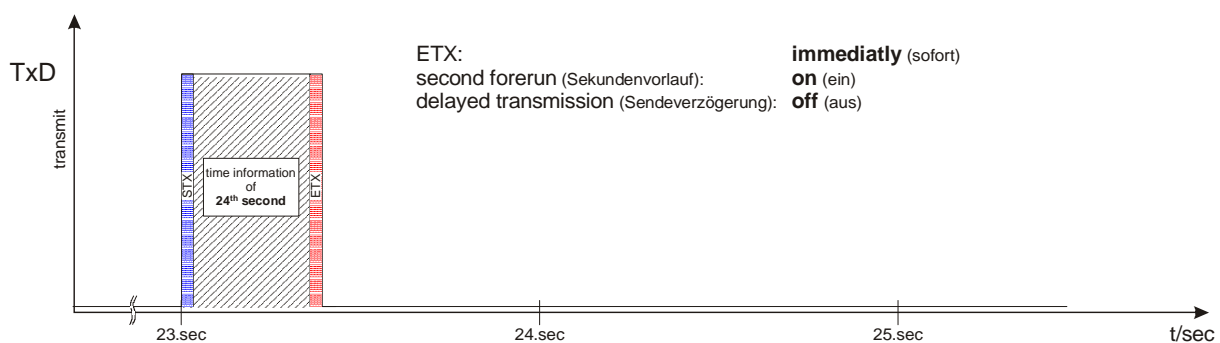 TxD
transmit
ETX: immediatly (sofort)
second forerun (Sekundenvorlauf): on (ein)
delayed transmission (Sendeverzögerung): off (aus)
STX
time information
of
24th second
ETX
23.sec
24.sec
25.sec
t/sec